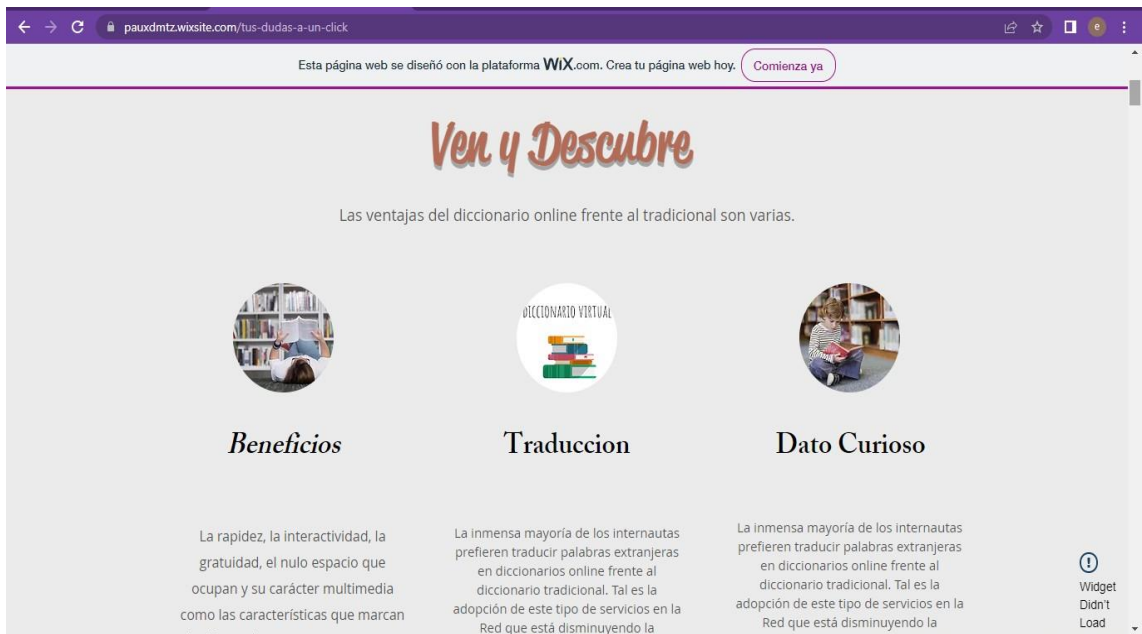 pauxdmtz.wixsite.com/tus-dudas-a-un-click
e
Esta página web se diseñó con la plataforma WiX.com. Crea tu página web hoy. Comienza ya
Ven y Descubre
Las ventajas del diccionario online frente al tradicional son varias.
DICCIONARIO VIRTUAL
Beneficios
Traduccion
Dato Curioso
La rapidez, la interactividad, la
gratuidad, el nulo espacio que
ocupan y su carácter multimedia
como las características que marcan
La inmensa mayoría de los internautas
prefieren traducir palabras extranjeras
en diccionarios online frente al
diccionario tradicional. Tal es la
adopción de este tipo de servicios en la
Red que está disminuyendo la
La inmensa mayoría de los internautas
prefieren traducir palabras extranjeras
en diccionarios online frente al
diccionario tradicional. Tal es la
adopción de este tipo de servicios en la
Red que está disminuyendo la
Widget
Didn't
Load